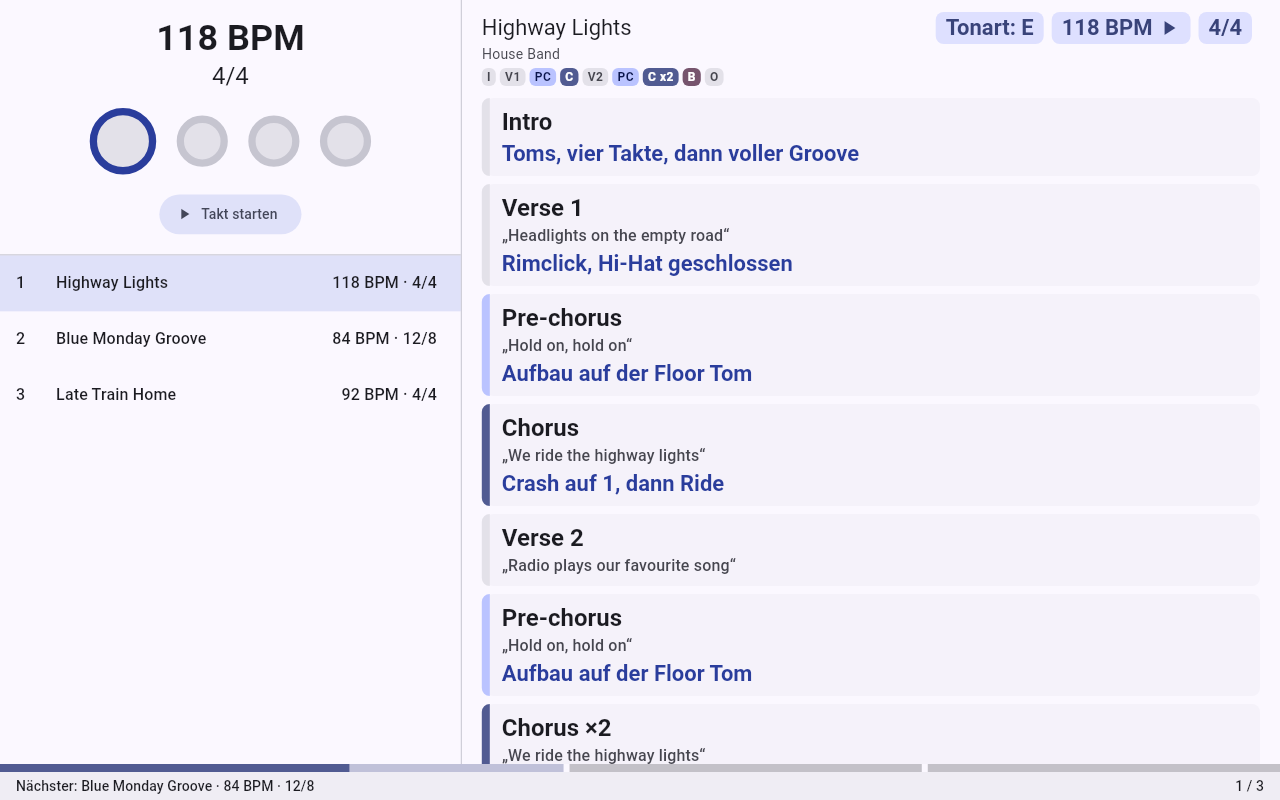 118 BPM
4/4
Takt starten
1 Highway Lights 118 BPM · 4/4
2 Blue Monday Groove 84 BPM · 12/8
3 Late Train Home 92 BPM · 4/4
Highway Lights
House Band
Tonart: E 118 BPM 4/4
I V1 PC C V2 PC C x2 B O
Intro
Toms, vier Takte, dann voller Groove
Verse 1
„Headlights on the empty road“
Rimclick, Hi-Hat geschlossen
Pre-chorus
„Hold on, hold on“
Aufbau auf der Floor Tom
Chorus
„We ride the highway lights“
Crash auf 1, dann Ride
Verse 2
„Radio plays our favourite song“
Pre-chorus
„Hold on, hold on“
Aufbau auf der Floor Tom
Chorus ×2
„We ride the highway lights“
Nächster: Blue Monday Groove · 84 BPM · 12/8
1 / 3